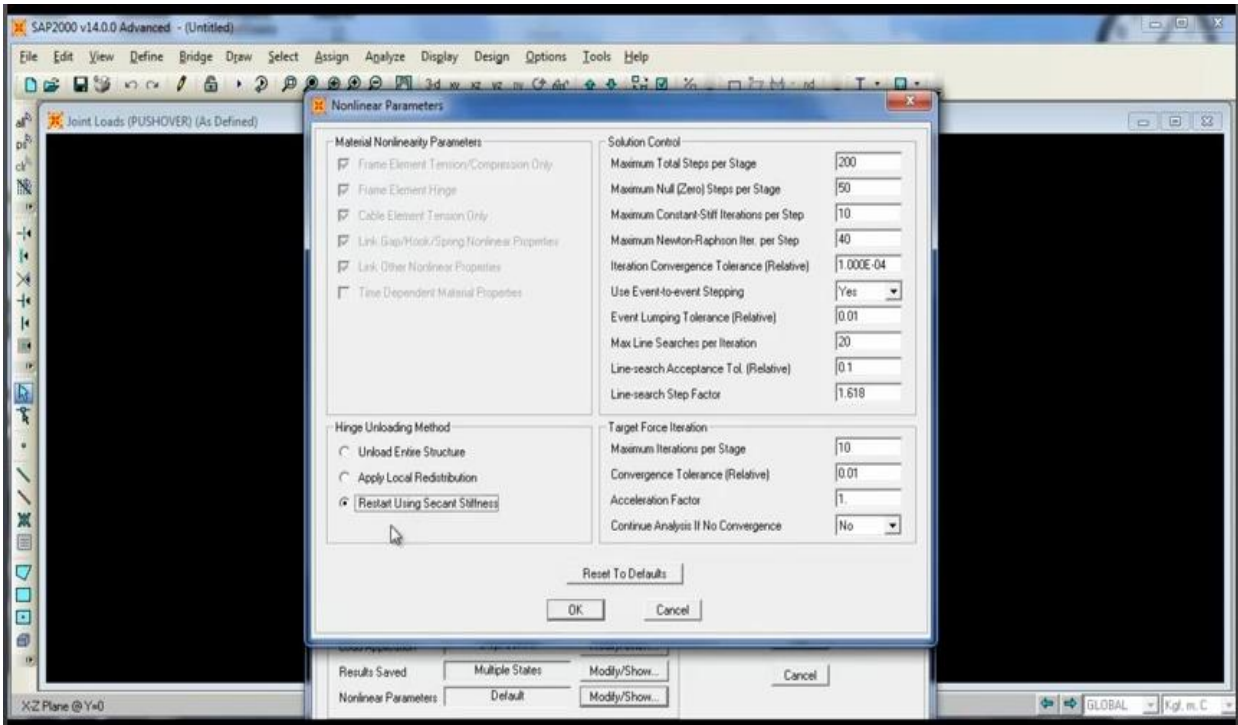 SAP2000 v14.0.0 Advanced - (Untitled)
File Edit View Define Bridge Draw Select Assign Analyze Display Design Options Tools Help
3-d xy xz yz nv
Joint Loads (PUSHOVER) (As Defined)
Nonlinear Parameters
Material Nonlinearity Parameters
Frame Element Tension/Compression Only
Frame Element Hinge
Cable Element Tension Only
Link Gap/Hook/Spring Nonlinear Properties
Link Other Nonlinear Properties
Time Dependent Material Properties
Solution Control
Maximum Total Steps per Stage 200
Maximum Null (Zero) Steps per Stage 50
Maximum Constant-Stiff Iterations per Step 10
Maximum Newton-Raphson Iter. per Step 40
Iteration Convergence Tolerance (Relative) 1.000E-04
Use Event-to-event Stepping Yes
Event Lumping Tolerance (Relative) 0.01
Max Line Searches per Iteration 20
Line-search Acceptance Tol. (Relative) 0.1
Line-search Step Factor 1.618
Hinge Unloading Method
Unload Entire Structure
Apply Local Redistribution
Restart Using Secant Stiffness
Target Force Iteration
Maximum Iterations per Stage 10
Convergence Tolerance (Relative) 0.01
Acceleration Factor 1.
Continue Analysis If No Convergence No
Reset To Defaults
OK Cancel
Results Saved Multiple States Modify/Show...
Cancel
Nonlinear Parameters Default Modify/Show...
X-Z Plane @ Y=0
GLOBAL Kgf, m, C